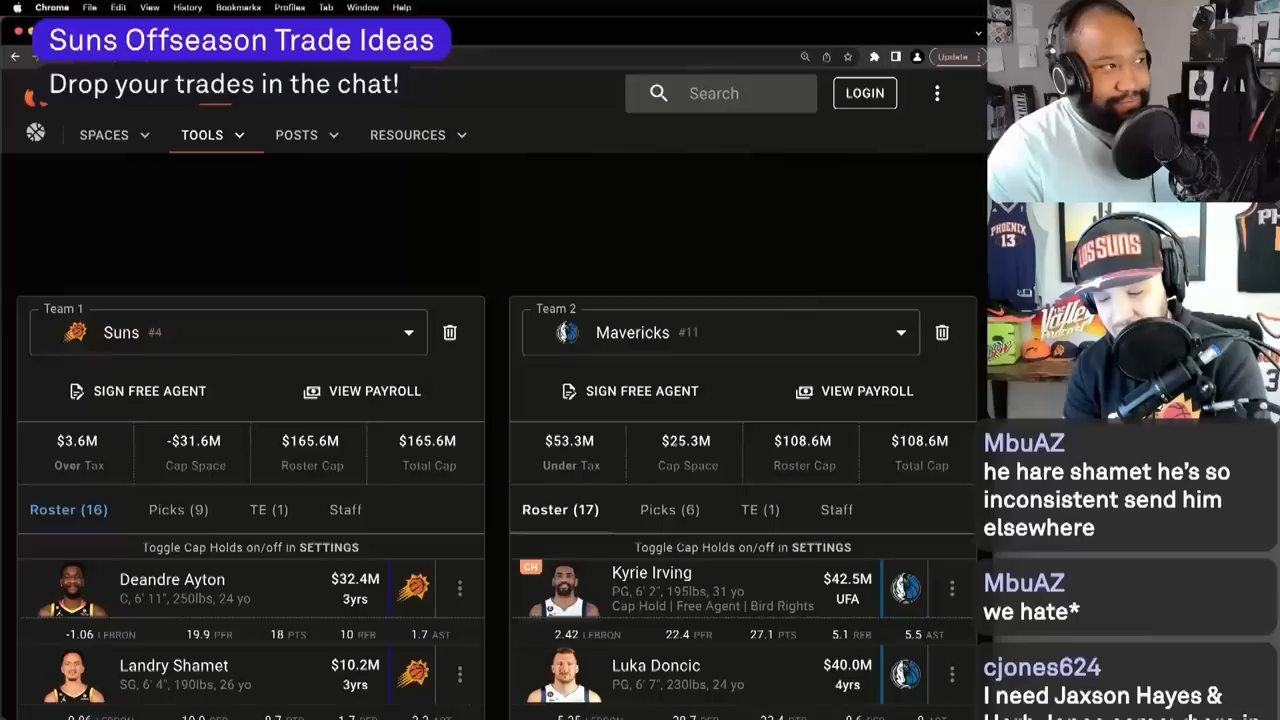 Chrome File Edit View History Bookmarks Profiles Tab Window Help
Suns Offseason Trade Ideas
Drop your trades in the chat!
Update
Search
LOGIN
SPACES TOOLS POSTS RESOURCES
PHOENIX
13
LOS SUNS
The Valley
PH
Team 1
Suns #4
Team 2
Mavericks #11
SIGN FREE AGENT VIEW PAYROLL
SIGN FREE AGENT VIEW PAYROLL
$3.6M -$31.6M $165.6M $165.6M
Over Tax Cap Space Roster Cap Total Cap
$53.3M $25.3M $108.6M $108.6M
Under Tax Cap Space Roster Cap Total Cap
Roster (16) Picks (9) TE (1) Staff
Roster (17) Picks (6) TE (1) Staff
Toggle Cap Holds on/off in SETTINGS
Toggle Cap Holds on/off in SETTINGS
Deandre Ayton $32.4M
C, 6' 11", 250lbs, 24 yo 3yrs
-1.06 LEBRON 19.9 PER 18 PTS 10 REB 1.7 AST
Landry Shamet $10.2M
SG, 6' 4", 190lbs, 26 yo 3yrs
CH
Kyrie Irving $42.5M
PG, 6' 2", 195lbs, 31 yo UFA
Cap Hold | Free Agent | Bird Rights
2.42 LEBRON 22.4 PER 27.1 PTS 5.1 REB 5.5 AST
Luka Doncic $40.0M
PG, 6' 7", 230lbs, 24 yo 4yrs
MbuAZ
he hare shamet he's so
inconsistent send him
elsewhere
MbuAZ
we hate*
cjones624
I need Jaxson Hayes &